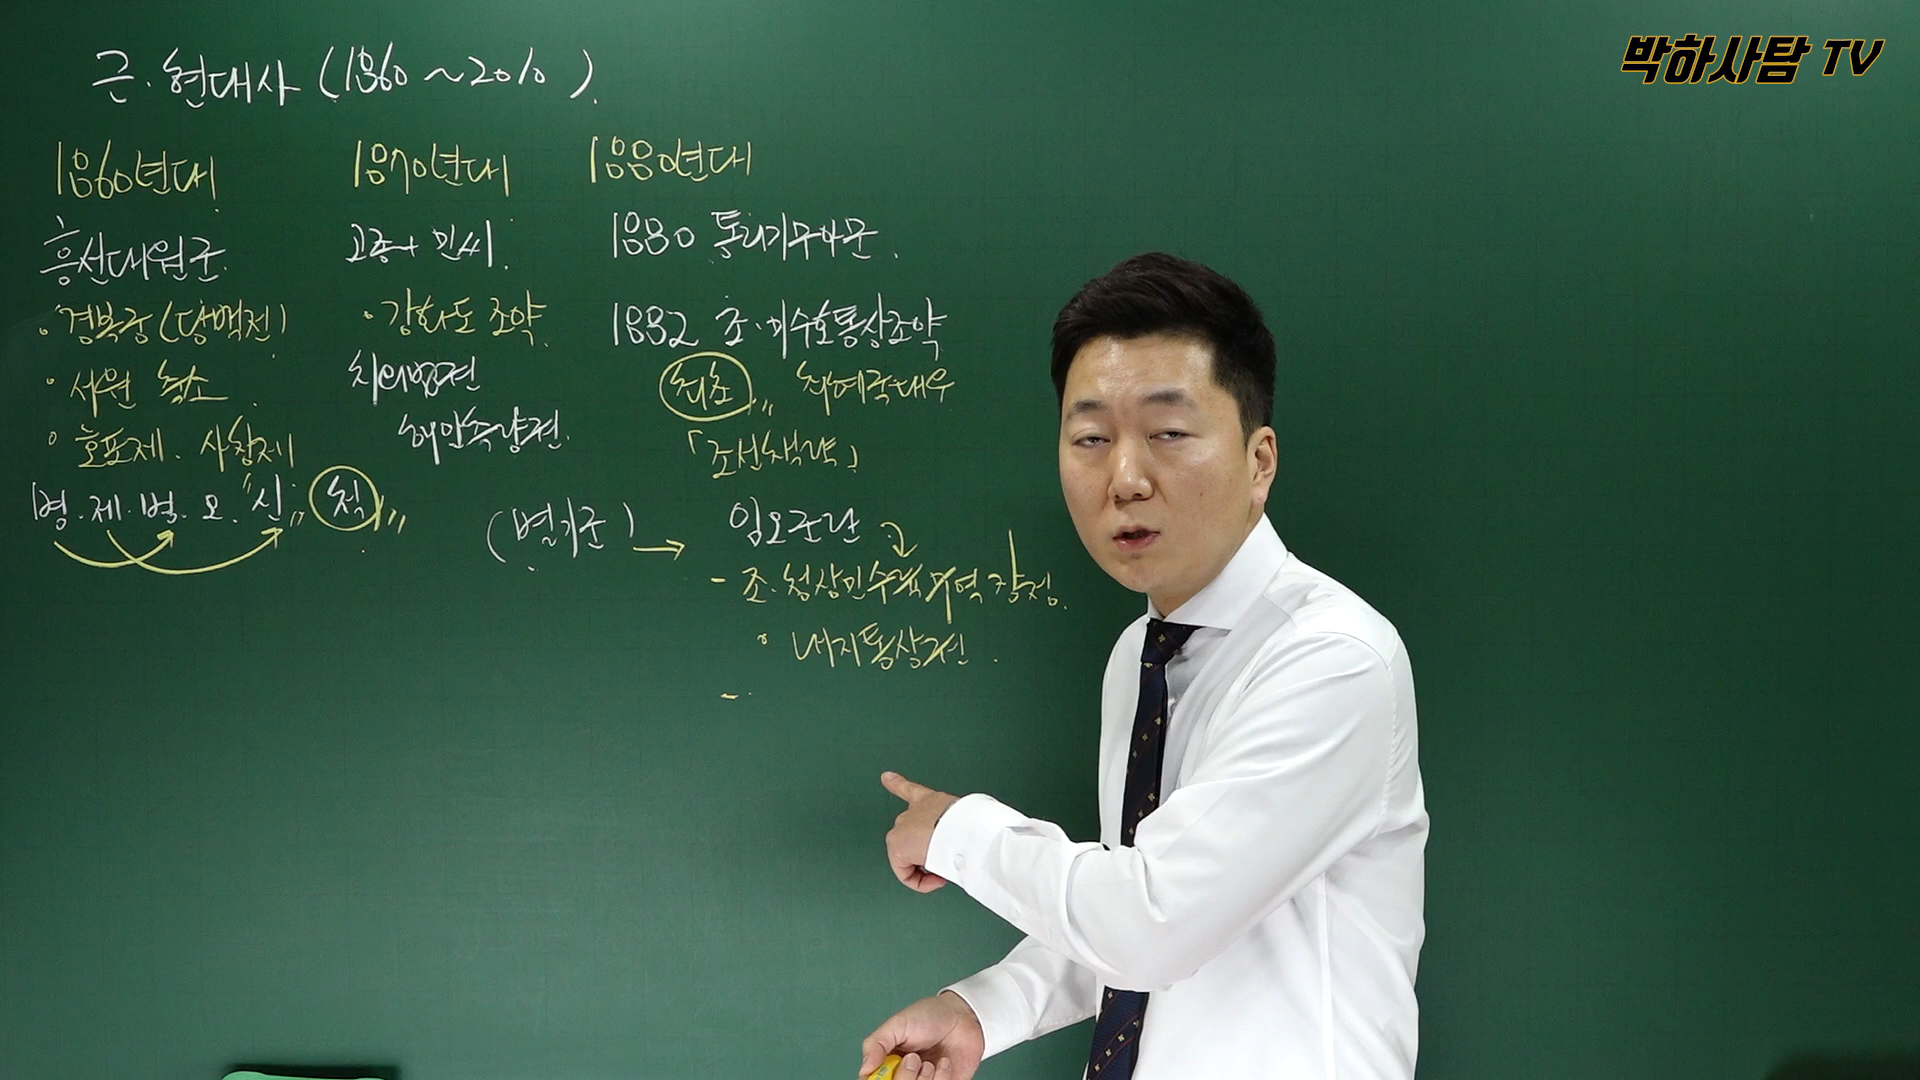 박하사탐 TV
근·현대사 (1860~2010).
1860년대
흥선대원군.
· 경복궁 (당백전)
· 서원 철소.
· 호포제. 사창제
병.제.병.오."신" 척"
1870년대
고종+민씨.
· 강화도 조약
치외법권
해안측량권.
(별기군) →
1880년대
1880 통리기무아문.
1882 조·미수호통상조약
최초" 최혜국대우
「조선책략」
임오군란
- 조·청상민수륙무역장정.
· 내지통상권.
-